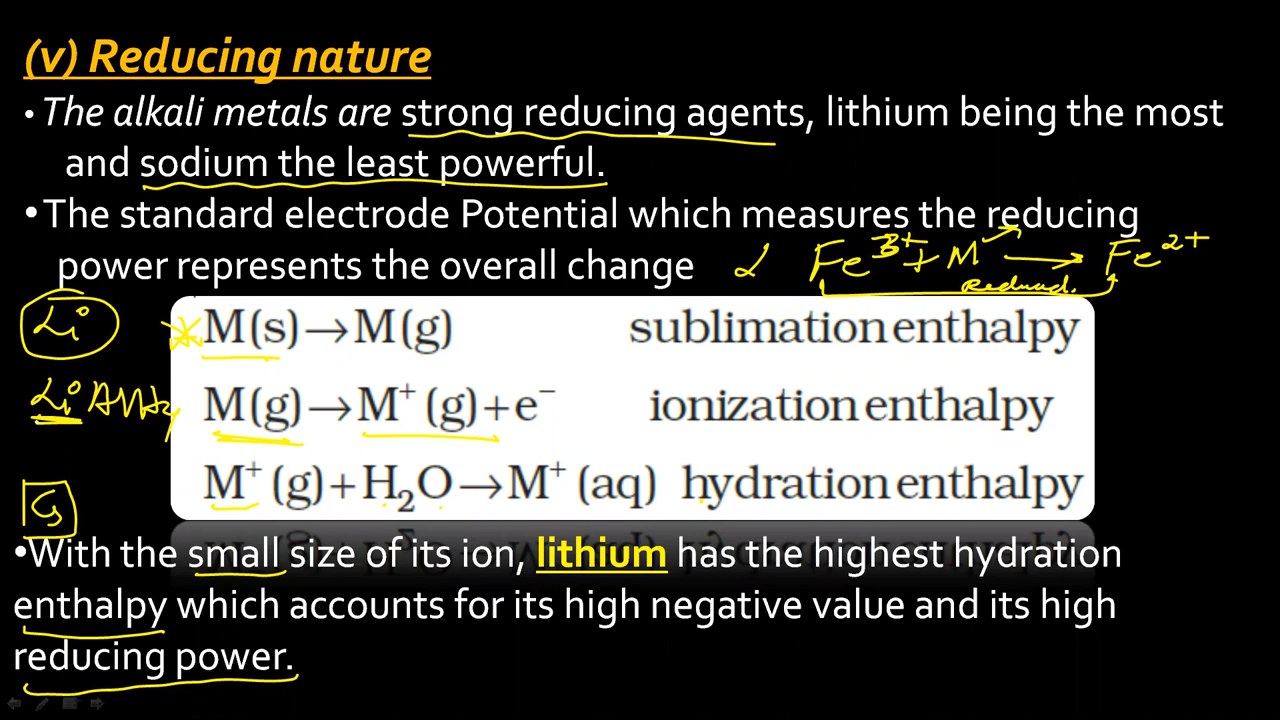 (v) Reducing nature
• The alkali metals are strong reducing agents, lithium being the most
and sodium the least powerful.
•The standard electrode Potential which measures the reducing
power represents the overall change
Fe³⁺ + M → Fe²⁺
Reduced.
Li
M(s)→M(g) sublimation enthalpy
Li
M(g)→M⁺(g)+e⁻ ionization enthalpy
M⁺(g)+H₂O→M⁺(aq) hydration enthalpy
Cs
•With the small size of its ion, lithium has the highest hydration
enthalpy which accounts for its high negative value and its high
reducing power.